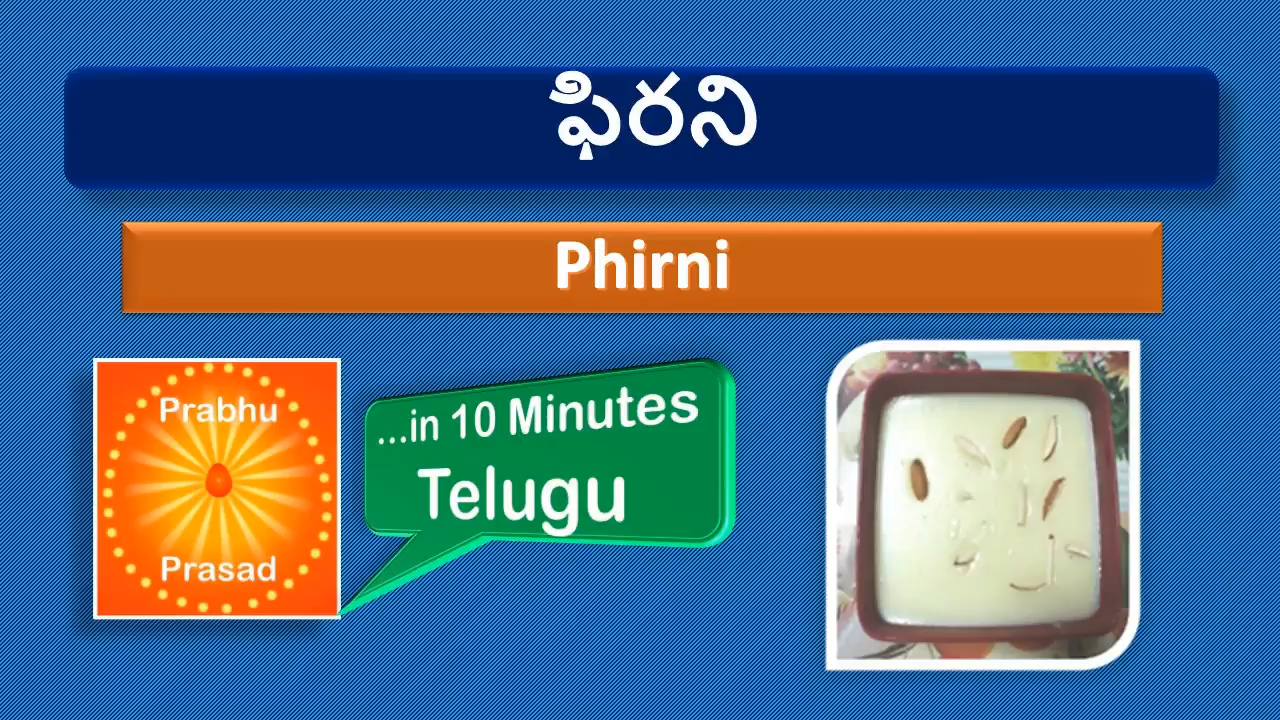 ఫిరని
Phirni
Prabhu
Prasad
...in 10 Minutes
Telugu